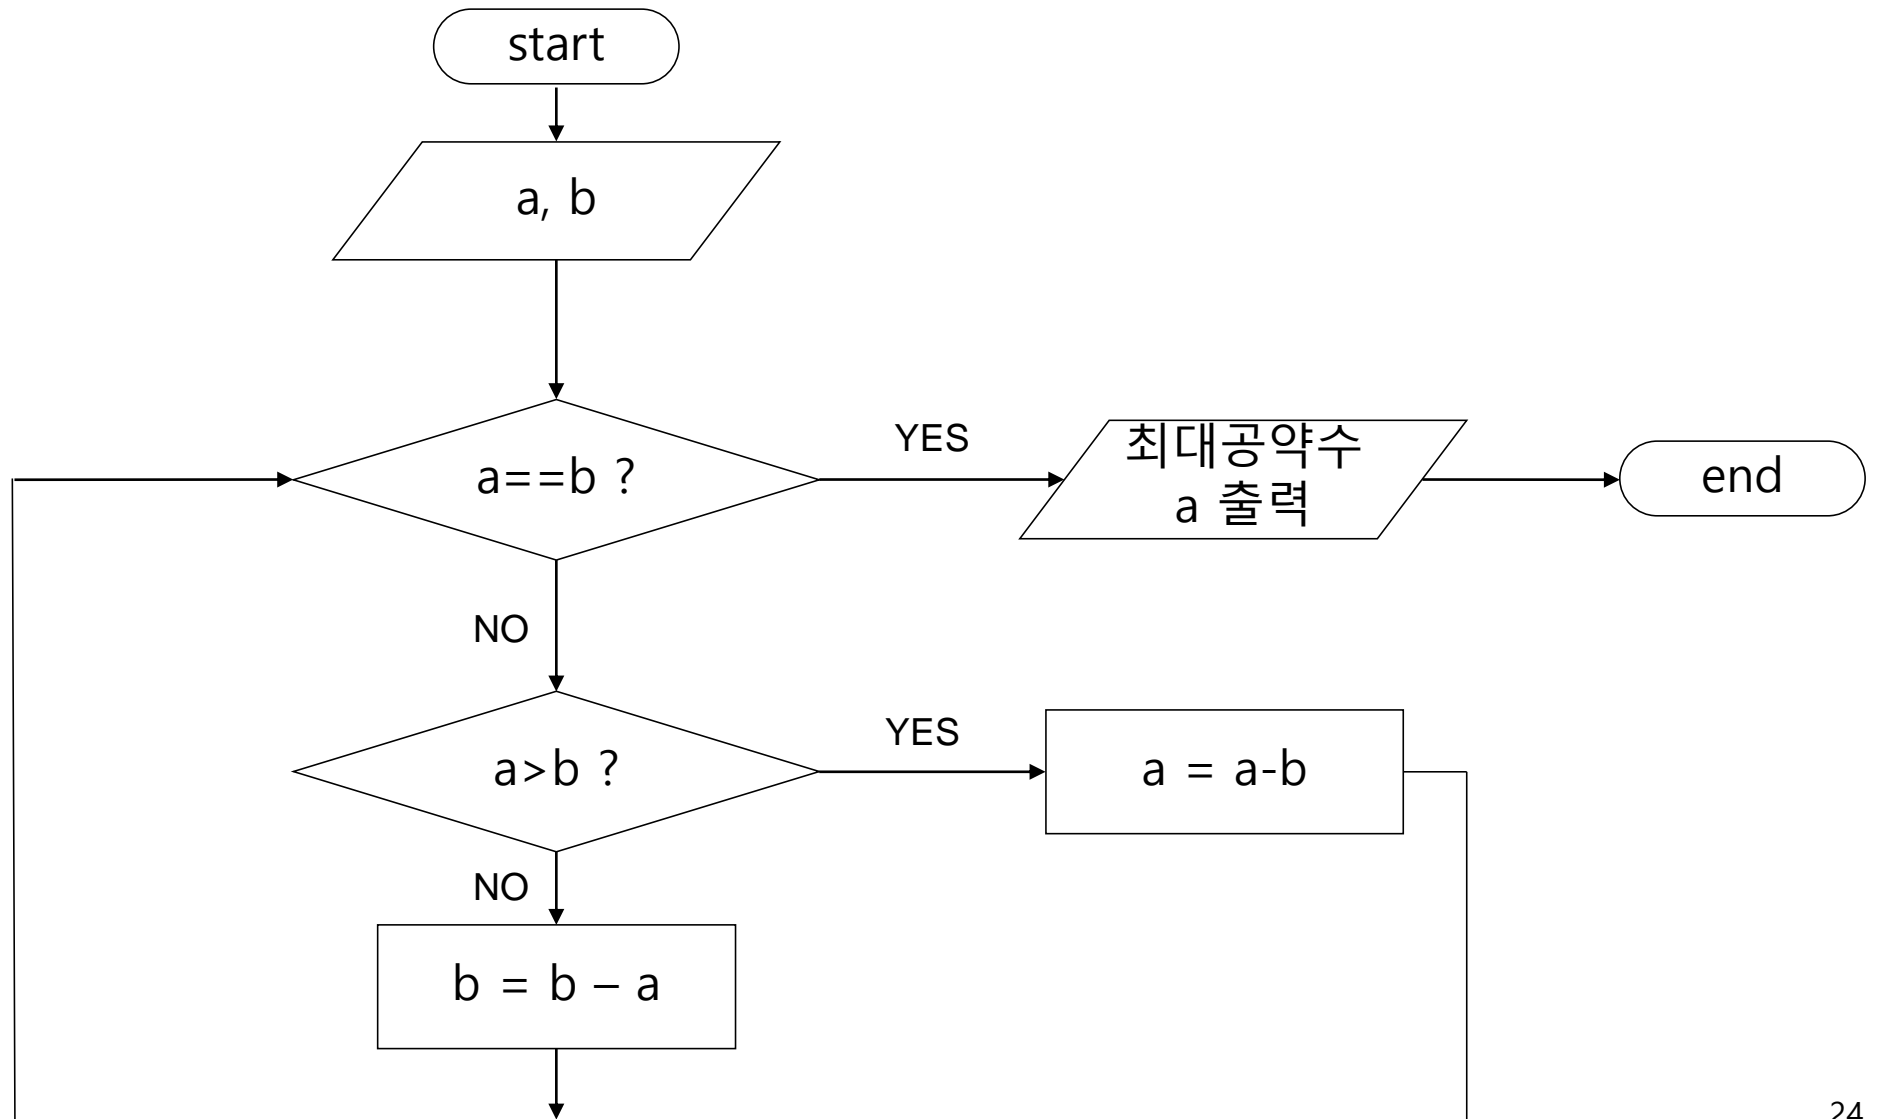 start
a, b
a==b ?
YES
최대공약수
a 출력
end
NO
a>b ?
YES
a = a-b
NO
b = b – a
24